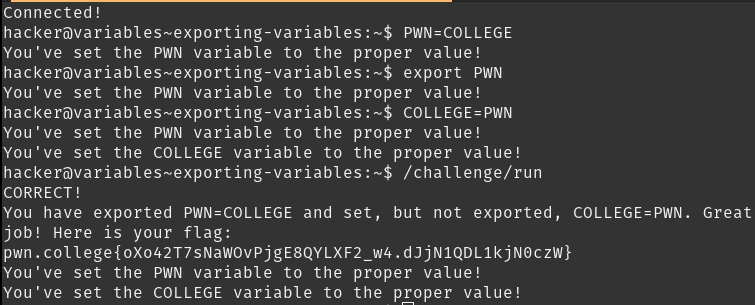 Connected!
hacker@variables~exporting-variables:~$ PWN=COLLEGE
You've set the PWN variable to the proper value!
hacker@variables~exporting-variables:~$ export PWN
You've set the PWN variable to the proper value!
hacker@variables~exporting-variables:~$ COLLEGE=PWN
You've set the PWN variable to the proper value!
You've set the COLLEGE variable to the proper value!
hacker@variables~exporting-variables:~$ /challenge/run
CORRECT!
You have exported PWN=COLLEGE and set, but not exported, COLLEGE=PWN. Great
job! Here is your flag:
pwn.college{oXo42T7sNaWOvPjgE8QYLXF2_w4.dJjN1QDL1kjN0czW}
You've set the PWN variable to the proper value!
You've set the COLLEGE variable to the proper value!